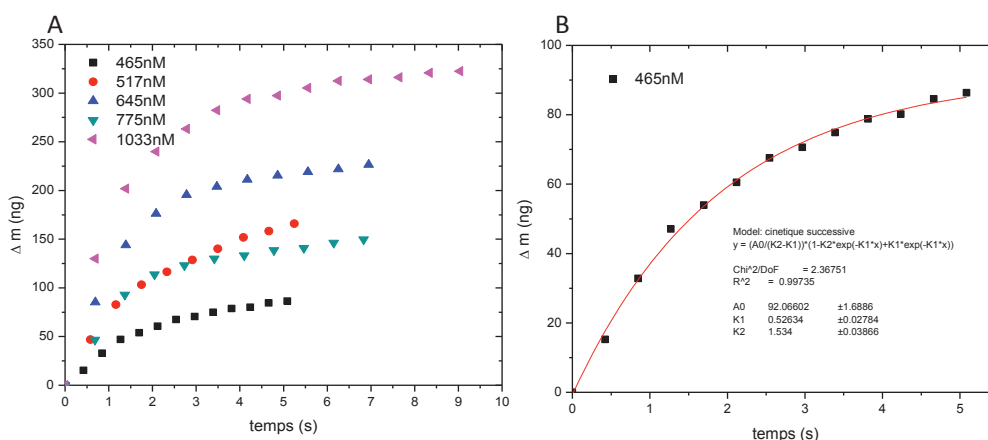 A
350
300
250
200
150
100
50
0
Δ m (ng)
465nM
517nM
645nM
775nM
1033nM
0 1 2 3 4 5 6 7 8 9 10
temps (s)
B
100
80
60
40
20
0
Δ m (ng)
465nM
Model: cinetique successive
y = (A0/(K2-K1))*(1-K2*exp(-K1*x)+K1*exp(-K1*x))
Chi^2/DoF = 2.36751
R^2 = 0.99735
A0 92.06602 ±1.6886
K1 0.52634 ±0.02784
K2 1.534 ±0.03866
0 1 2 3 4 5
temps (s)